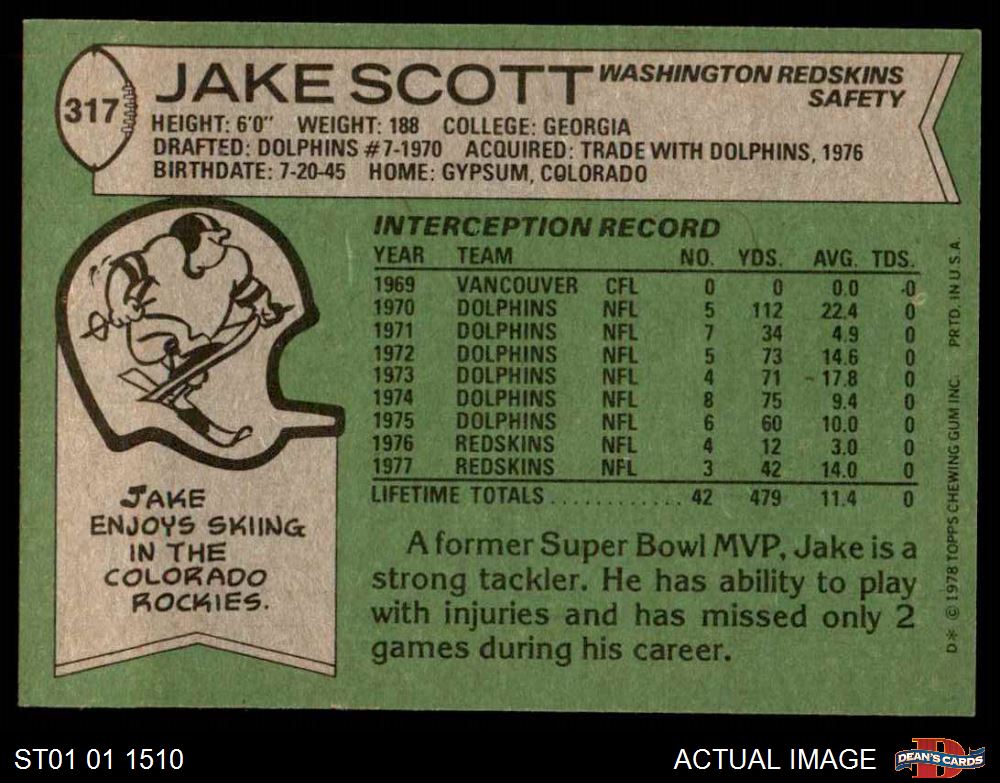 317
JAKE SCOTT WASHINGTON REDSKINS
SAFETY
HEIGHT: 6'0" WEIGHT: 188 COLLEGE: GEORGIA
DRAFTED: DOLPHINS #7-1970 ACQUIRED: TRADE WITH DOLPHINS, 1976
BIRTHDATE: 7-20-45 HOME: GYPSUM, COLORADO
INTERCEPTION RECORD
YEAR TEAM NO. YDS. AVG. TDS.
1969 VANCOUVER CFL 0 0 0.0 0
1970 DOLPHINS NFL 5 112 22.4 0
1971 DOLPHINS NFL 7 34 4.9 0
1972 DOLPHINS NFL 5 73 14.6 0
1973 DOLPHINS NFL 4 71 17.8 0
1974 DOLPHINS NFL 8 75 9.4 0
1975 DOLPHINS NFL 6 60 10.0 0
1976 REDSKINS NFL 4 12 3.0 0
1977 REDSKINS NFL 3 42 14.0 0
LIFETIME TOTALS............ 42 479 11.4 0
A former Super Bowl MVP, Jake is a
strong tackler. He has ability to play
with injuries and has missed only 2
games during his career.
JAKE
ENJOYS SKIING
IN THE
COLORADO
ROCKIES.
D* © 1978 TOPPS CHEWING GUM INC. PRTD. IN U.S.A.
ST01 01 1510
ACTUAL IMAGE
D
DEAN'S CARDS